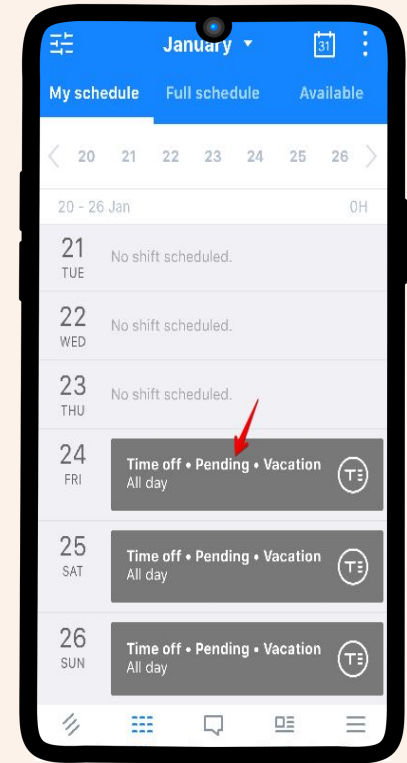 January
31
My schedule Full schedule Available
20 21 22 23 24 25 26
20 - 26 Jan 0H
21 No shift scheduled.
TUE
22 No shift scheduled.
WED
23 No shift scheduled.
THU
24 Time off • Pending • Vacation
FRI All day
25 Time off • Pending • Vacation
SAT All day
26 Time off • Pending • Vacation
SUN All day